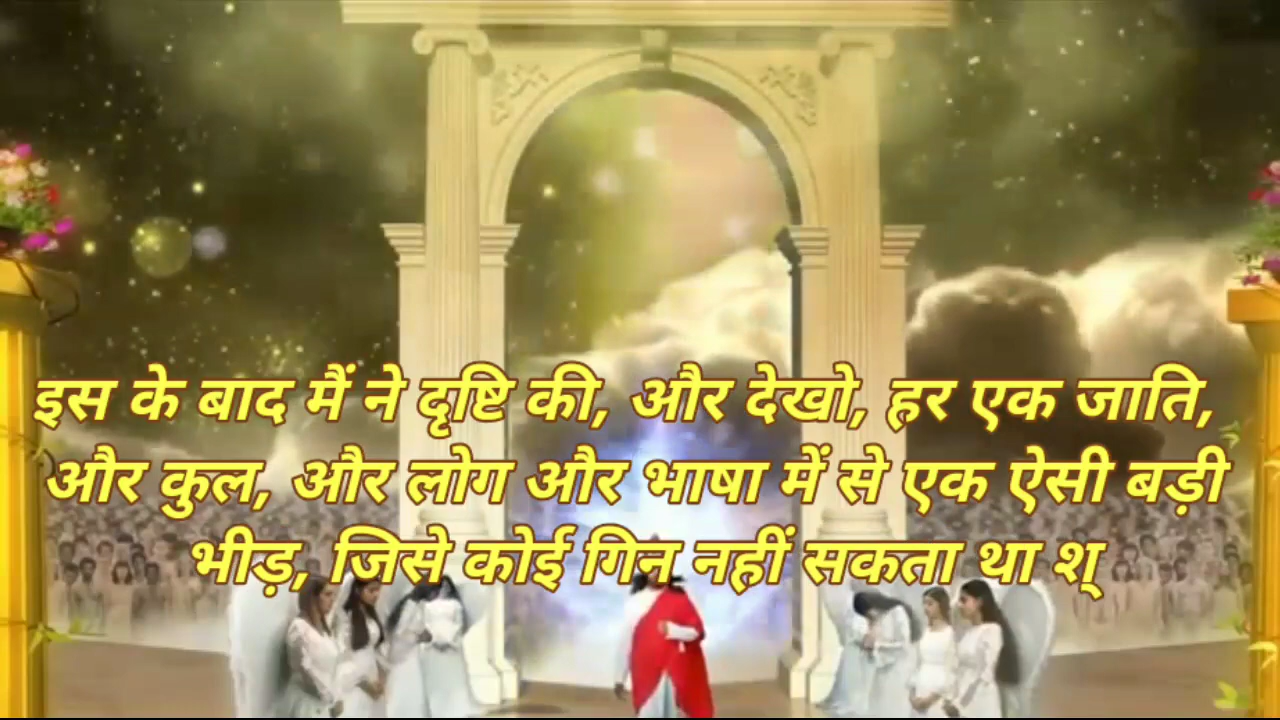 इस के बाद मैं ने दृष्टि की, और देखो, हर एक जाति,
और कुल, और लोग और भाषा में से एक ऐसी बड़ी
भीड़, जिसे कोई गिन नहीं सकता था श्